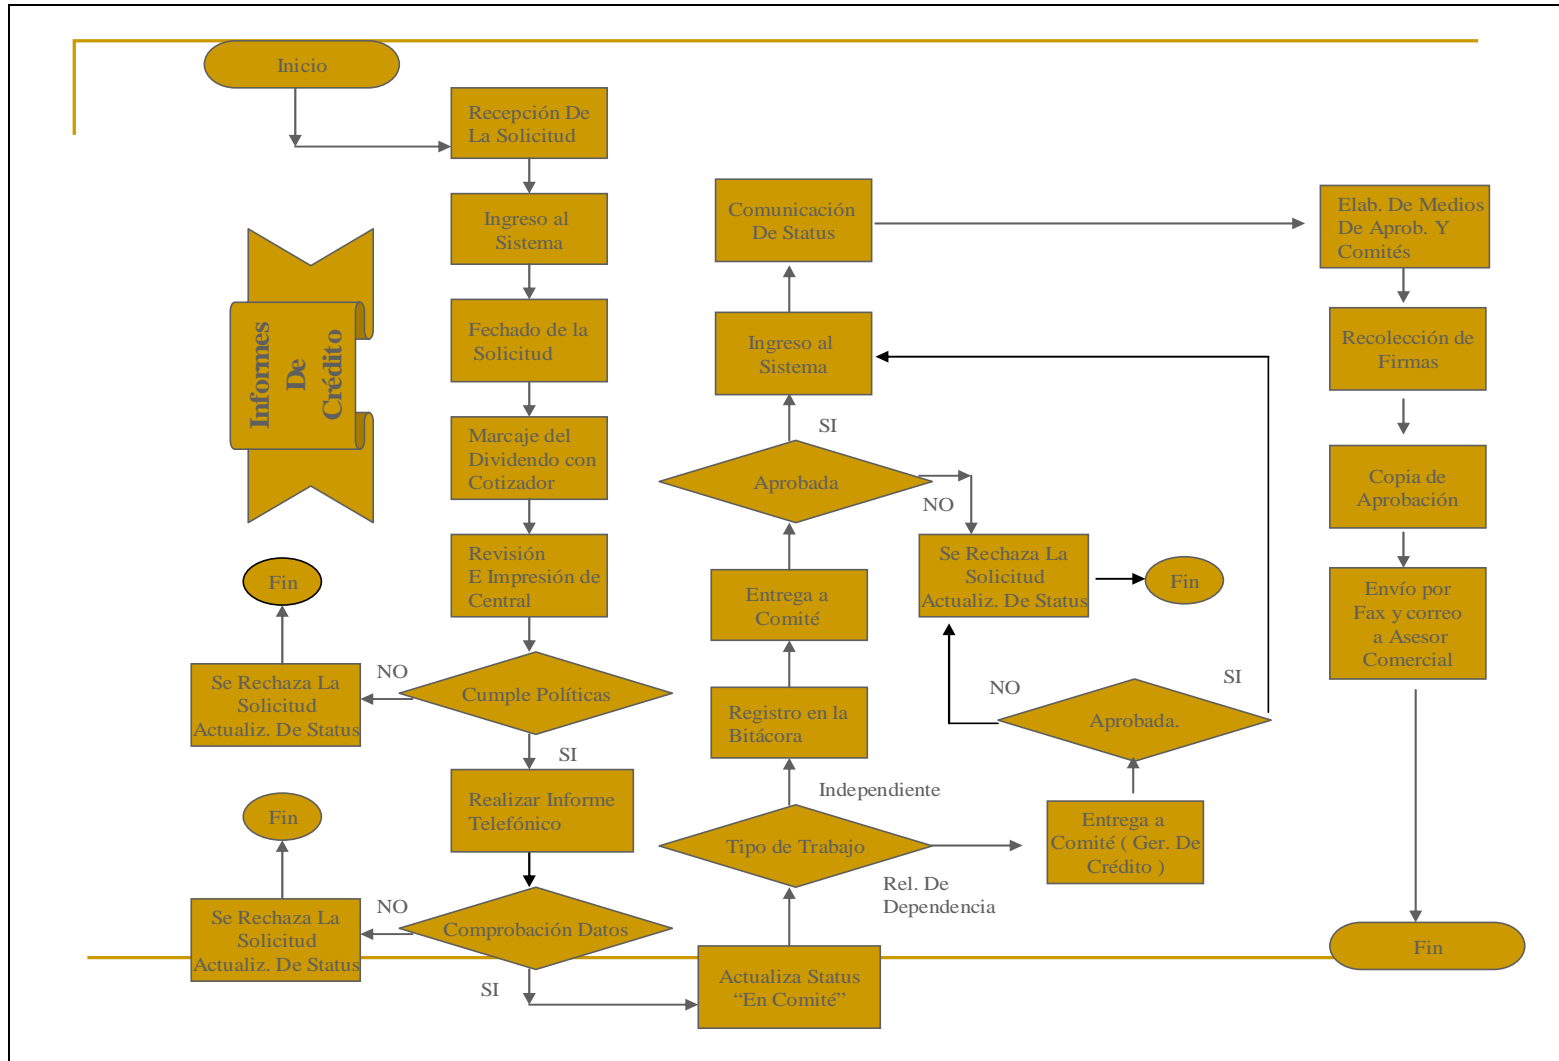 Inicio
Recepción De
La Solicitud
Ingreso al
Sistema
Fechado de la
Solicitud
Marcaje del
Dividendo con
Cotizador
Revisión
E Impresión de
Central
Cumple Políticas
NO
Se Rechaza La
Solicitud
Actualiz. De Status
Fin
SI
Realizar Informe
Telefónico
Comprobación Datos
NO
Se Rechaza La
Solicitud
Actualiz. De Status
Fin
SI
Informes
De
Crédito
Actualiza Status
“En Comité”
Tipo de Trabajo
Independiente
Rel. De
Dependencia
Registro en la
Bitácora
Entrega a
Comité
Aprobada
SI
NO
Ingreso al
Sistema
Comunicación
De Status
Se Rechaza La
Solicitud
Actualiz. De Status
Fin
NO
SI
Aprobada.
Entrega a
Comité ( Ger. De
Crédito )
Elab. De Medios
De Aprob. Y
Comités
Recolección de
Firmas
Copia de
Aprobación
Envío por
Fax y correo
a Asesor
Comercial
Fin